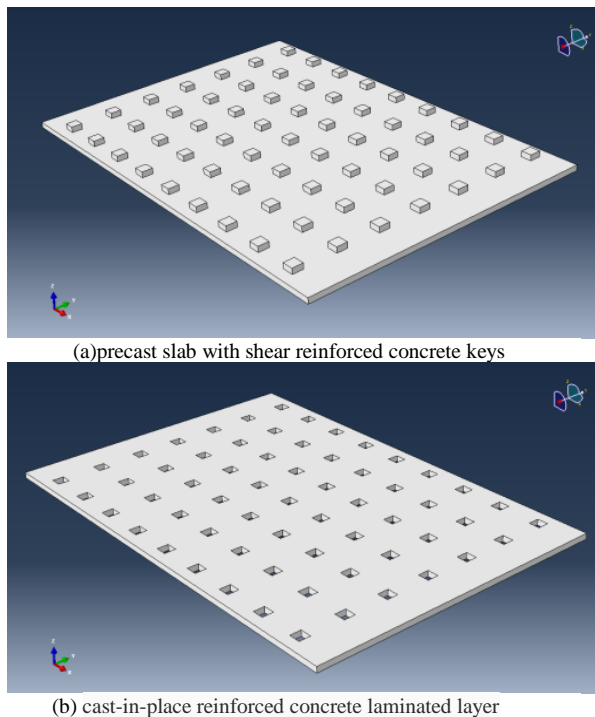 (a)precast slab with shear reinforced concrete keys
(b) cast-in-place reinforced concrete laminated layer